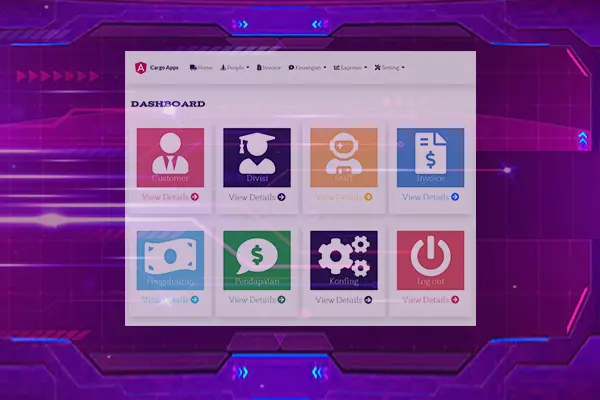 Cargo Apps Home People Invoice Keuangan Laporan Setting
DASHBOARD
Customer Divisi Staff Invoice
View Details View Details View Details View Details
Pendapatan Konfing Log out
View Details View Details View Details View Details